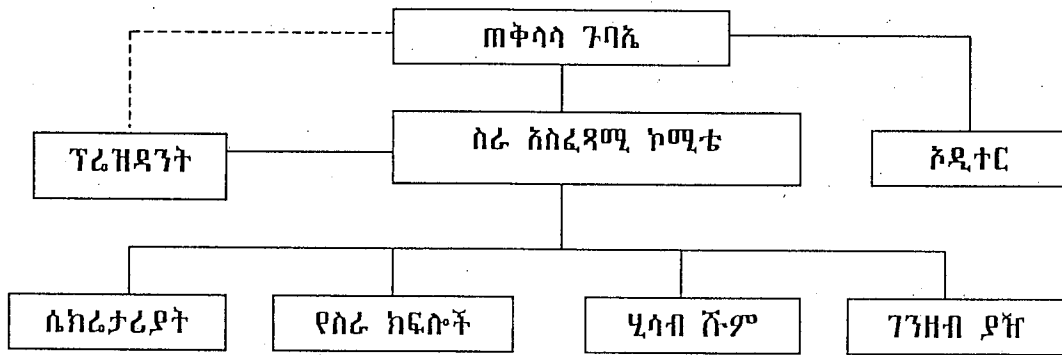 ጠቅላላ ጉባኤ
ስራ አስፈጻሚ ኮሚቴ
ፕሬዝዳንት
ኦዲተር
ሴክሬታሪያት
የስራ ክፍሎች
ሂሳብ ሹም
ገንዘብ ያዥ